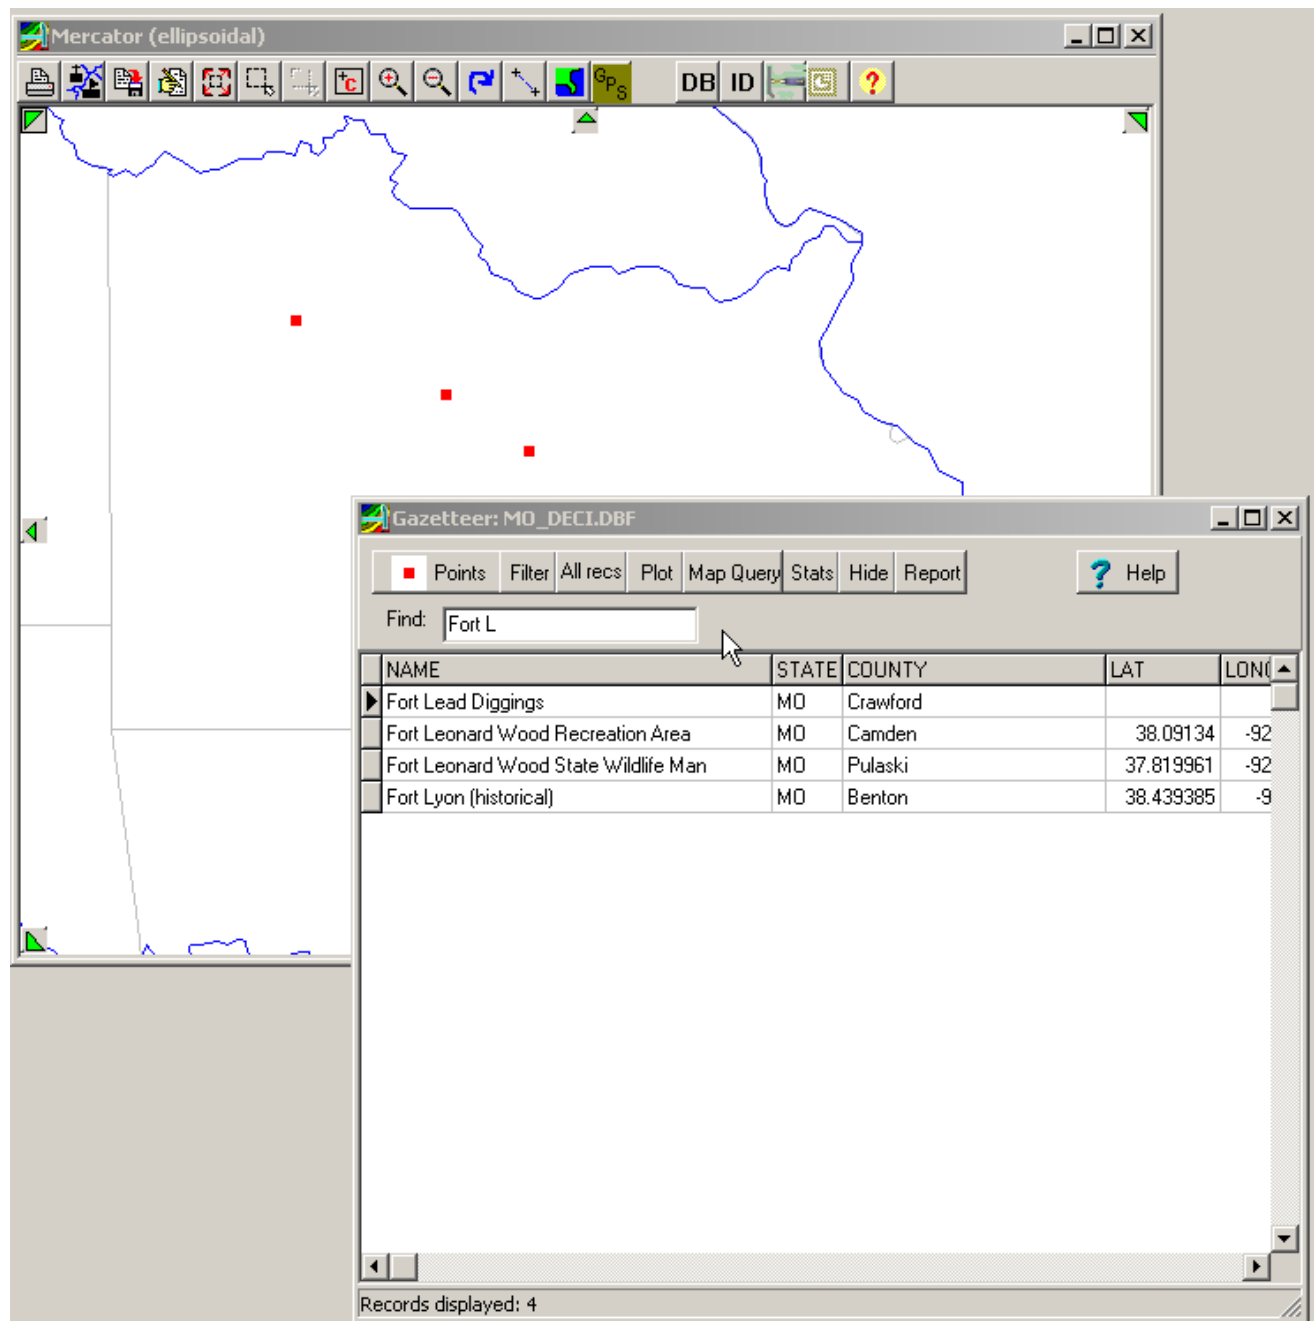 Mercator (ellipsoidal)
C GPS DB ID ?
Gazetteer: MO_DECI.DBF
Points Filter All recs Plot Map Query Stats Hide Report ? Help
Find: Fort L
NAME STATE COUNTY LAT LONG
Fort Lead Diggings MO Crawford
Fort Leonard Wood Recreation Area MO Camden 38.09134 -92
Fort Leonard Wood State Wildlife Man MO Pulaski 37.819961 -92
Fort Lyon (historical) MO Benton 38.439385 -9
Records displayed: 4